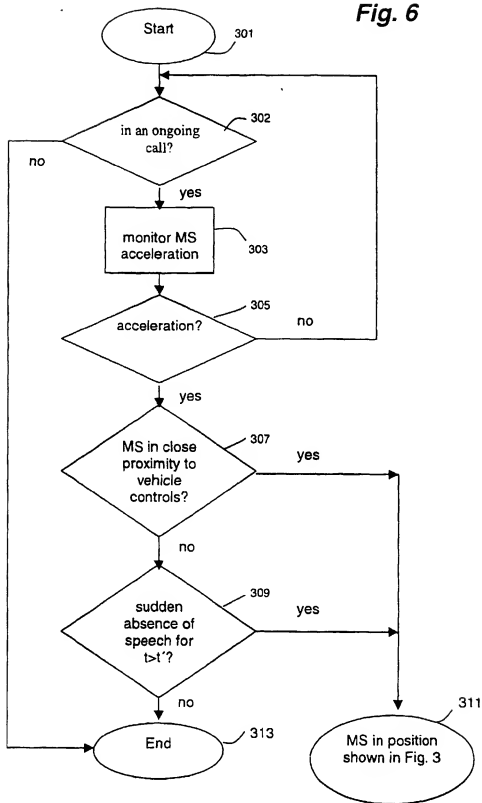 Fig. 6
Start
301
in an ongoing
call?
302
no
yes
monitor MS
acceleration
303
305
acceleration?
no
yes
307
MS in close
proximity to
vehicle
controls?
yes
no
309
sudden
absence of
speech for
t>t´?
yes
no
311
End
313
MS in position
shown in Fig. 3